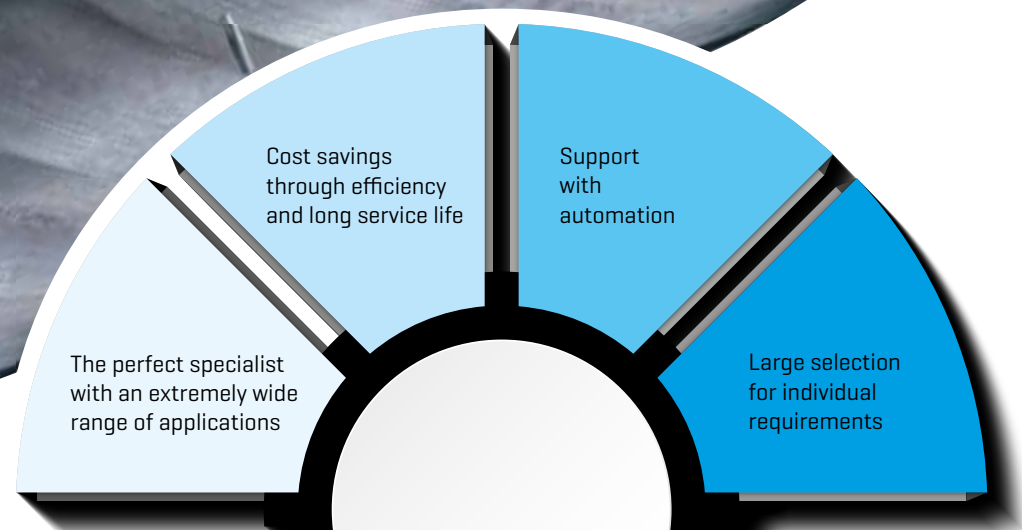 The perfect specialist
with an extremely wide
range of applications
Cost savings
through efficiency
and long service life
Support
with
automation
Large selection
for individual
requirements